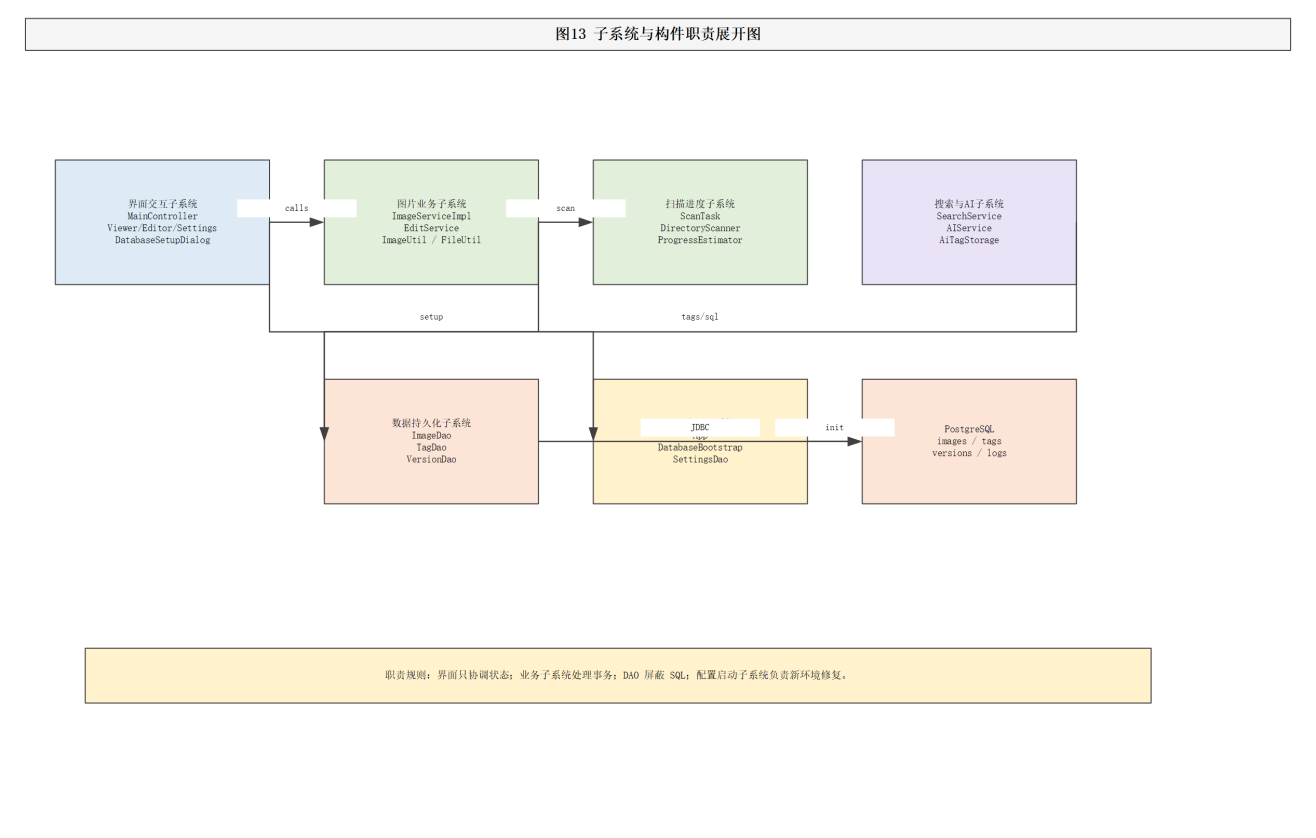 图13 子系统与构件职责展开图
界面交互子系统
MainController
Viewer/Editor/Settings
DatabaseSetupDialog
calls
图片业务子系统
ImageServiceImpl
EditService
ImageUtil / FileUtil
scan
扫描进度子系统
ScanTask
DirectoryScanner
ProgressEstimator
搜索与AI子系统
SearchService
AIService
AiTagStorage
setup
tags/sql
数据持久化子系统
ImageDao
TagDao
VersionDao
JDBC
DatabaseBootstrap
SettingsDao
init
PostgreSQL
images / tags
versions / logs
职责规则：界面只协调状态；业务子系统处理事务；DAO 屏蔽 SQL；配置启动子系统负责新环境修复。